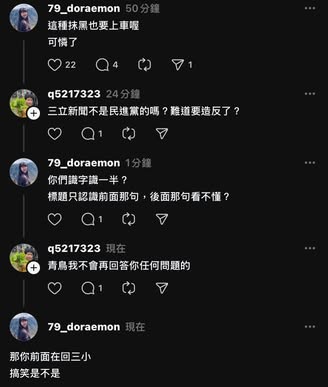 79_doraemon 50分鐘
這種抹黑也要上車喔
可憐了
22 4 1
q5217323 24分鐘
三立新聞不是民進黨的嗎？難道要造反了？
1
79_doraemon 1分鐘
你們識字識一半？
標題只認識前面那句，後面那句看不懂？
1
q5217323 現在
青鳥我不會再回答你任何問題的
1
79_doraemon 現在
那你前面在回三小
搞笑是不是